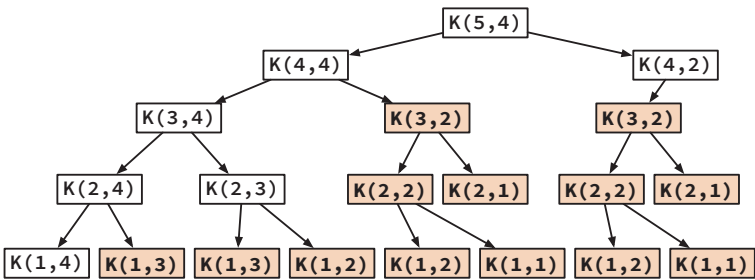 K(5,4)
K(4,4) K(4,2)
K(3,4) K(3,2) K(3,2)
K(2,4) K(2,3) K(2,2) K(2,1) K(2,2) K(2,1)
K(1,4) K(1,3) K(1,3) K(1,2) K(1,2) K(1,1) K(1,2) K(1,1)